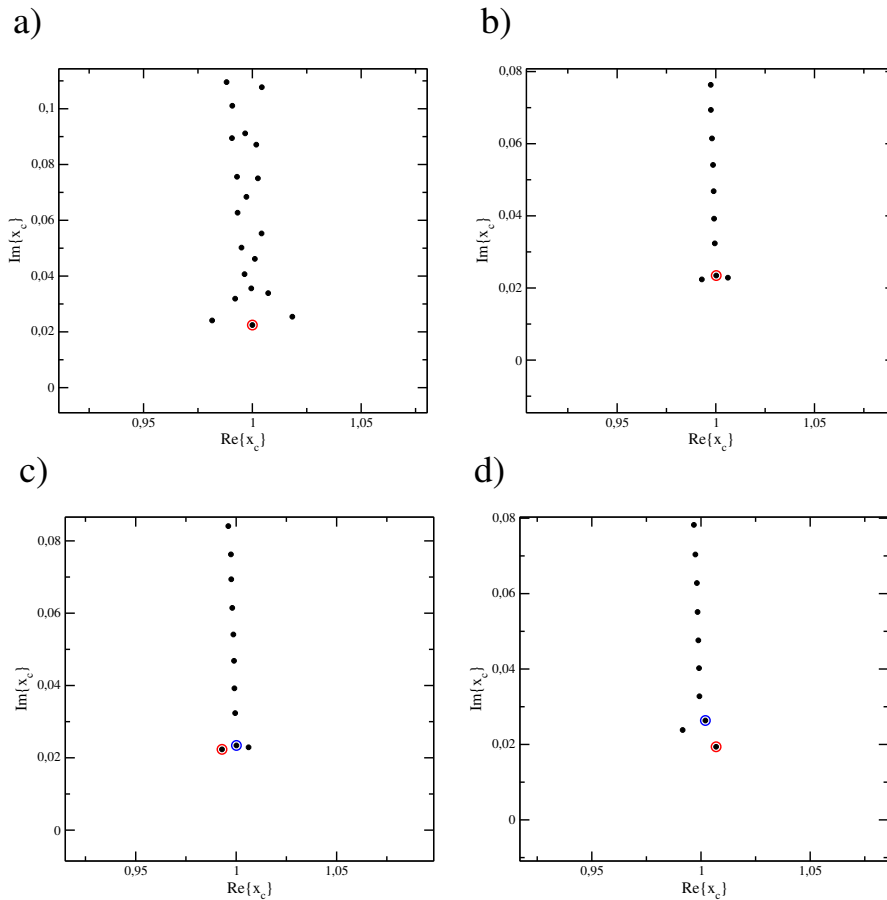 a)
0,1
0,08
0,06
0,04
0,02
0
Im{x_c}
0,95
1
1,05
Re{x_c}
b)
0,08
0,06
0,04
0,02
0
Im{x_c}
0,95
1
1,05
Re{x_c}
c)
0,08
0,06
0,04
0,02
0
Im{x_c}
0,95
1
1,05
Re{x_c}
d)
0,08
0,06
0,04
0,02
0
Im{x_c}
0,95
1
1,05
Re{x_c}